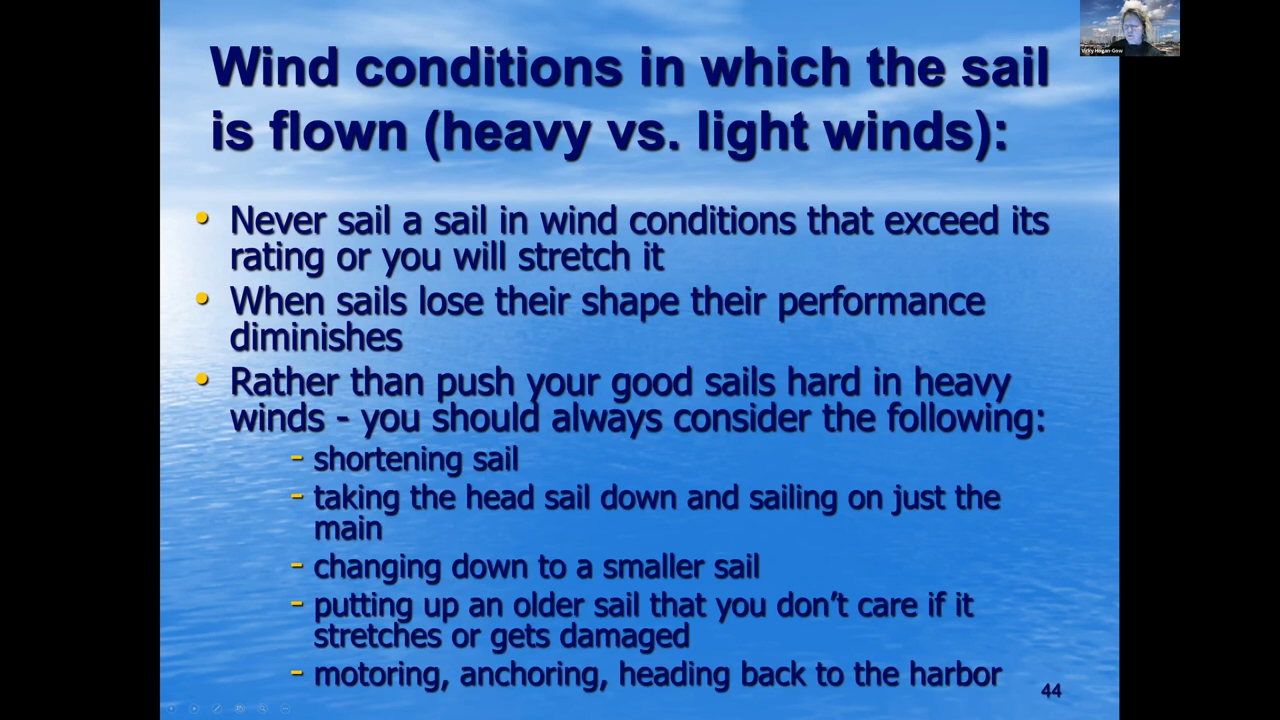 Wind conditions in which the sail
is flown (heavy vs. light winds):
• Never sail a sail in wind conditions that exceed its
rating or you will stretch it
• When sails lose their shape their performance
diminishes
• Rather than push your good sails hard in heavy
winds - you should always consider the following:
- shortening sail
- taking the head sail down and sailing on just the
main
- changing down to a smaller sail
- putting up an older sail that you don’t care if it
stretches or gets damaged
- motoring, anchoring, heading back to the harbor
44
Vicky Hogan-Gow